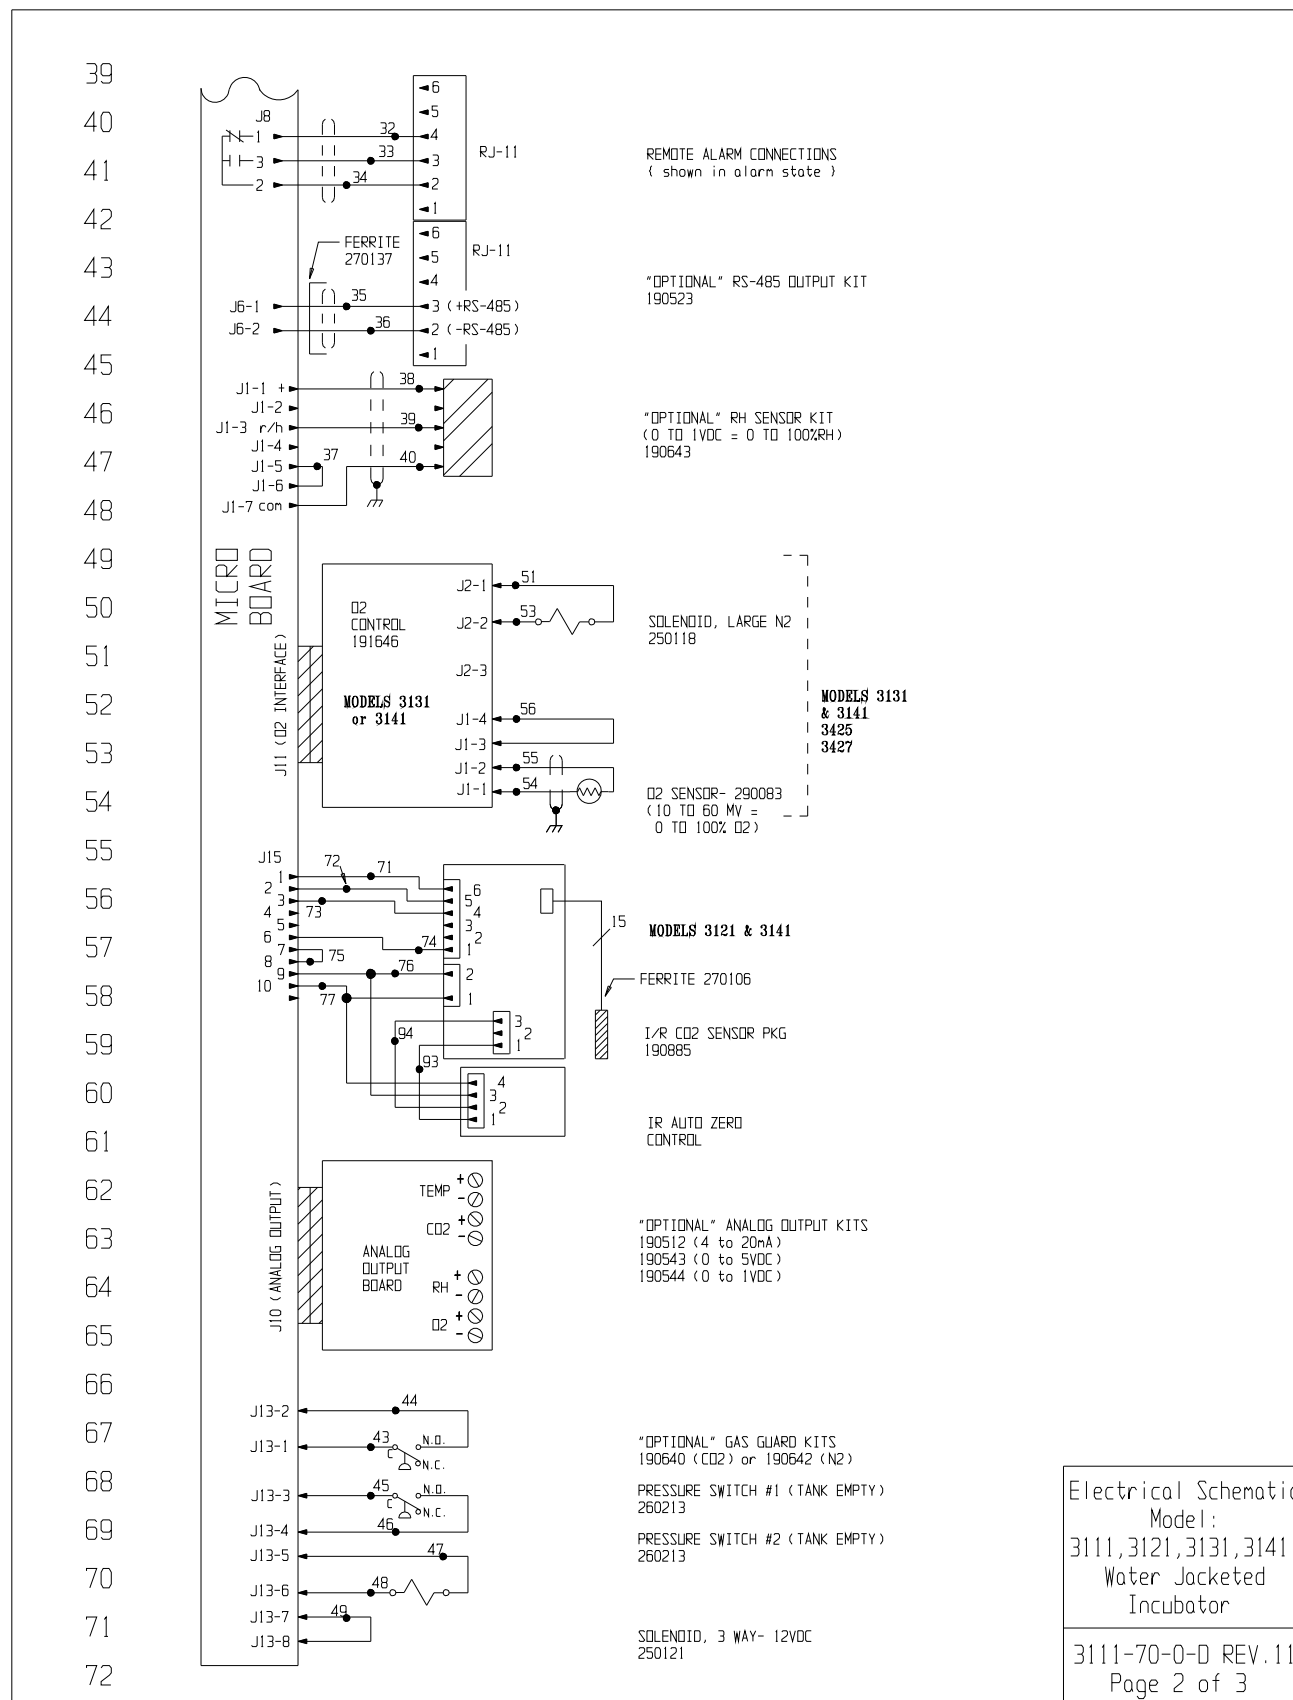 39
40
41
42
43
44
45
46
47
48
49
50
51
52
53
54
55
56
57
58
59
60
61
62
63
64
65
66
67
68
69
70
71
72
MICRO
BOARD
J8
1
3
2
32
33
34
6
5
4
3
2
1
RJ-11
REMOTE ALARM CONNECTIONS
( shown in alarm state )
FERRITE
270137
J6-1
J6-2
35
36
6
5
4
3 (+RS-485)
2 (-RS-485)
1
RJ-11
"OPTIONAL" RS-485 OUTPUT KIT
190523
J1-1 +
J1-2
J1-3 r/h
J1-4
J1-5
J1-6
J1-7 com
37
38
39
40
"OPTIONAL" RH SENSOR KIT
(0 TO 1VDC = 0 TO 100%RH)
190643
J11 (O2 INTERFACE)
O2
CONTROL
191646
MODELS 3131
or 3141
J2-1
J2-2
J2-3
J1-4
J1-3
J1-2
J1-1
51
53
56
55
54
SOLENOID, LARGE N2
250118
MODELS 3131
& 3141
3425
3427
O2 SENSOR- 290083
(10 TO 60 MV =
0 TO 100% O2)
J15
1
2
3
4
5
6
7
8
9
10
72
71
73
74
75
76
77
6
5
4
3
2
1
2
1
3
2
1
94
93
4
3
2
1
15
MODELS 3121 & 3141
FERRITE 270106
I/R CO2 SENSOR PKG
190885
IR AUTO ZERO
CONTROL
J10 (ANALOG OUTPUT)
ANALOG
OUTPUT
BOARD
TEMP + -
CO2 + -
RH + -
O2 + -
"OPTIONAL" ANALOG OUTPUT KITS
190512 (4 to 20mA)
190543 (0 to 5VDC)
190544 (0 to 1VDC)
J13-2
J13-1
J13-3
J13-4
J13-5
J13-6
J13-7
J13-8
44
43
C
N.O.
N.C.
45
C
N.O.
N.C.
46
47
48
49
"OPTIONAL" GAS GUARD KITS
190640 (CO2) or 190642 (N2)
PRESSURE SWITCH #1 (TANK EMPTY)
260213
PRESSURE SWITCH #2 (TANK EMPTY)
260213
SOLENOID, 3 WAY- 12VDC
250121
Electrical Schematic
Model:
3111,3121,3131,3141
Water Jacketed
Incubator
3111-70-0-D REV.11
Page 2 of 3